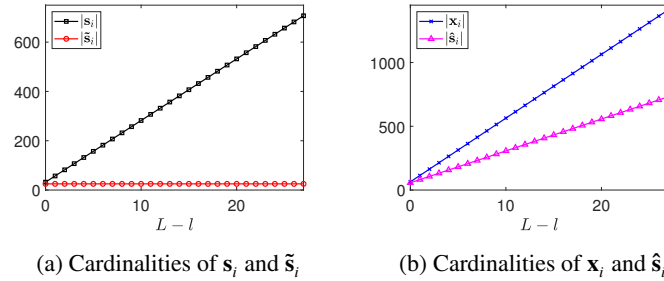 |s_i|
|s̃_i|
600
400
200
0
0 10 20
L − l
|x_i|
|ŝ_i|
1000
500
0
0 10 20
L − l
(a) Cardinalities of s_i and s̃_i
(b) Cardinalities of x_i and ŝ_i